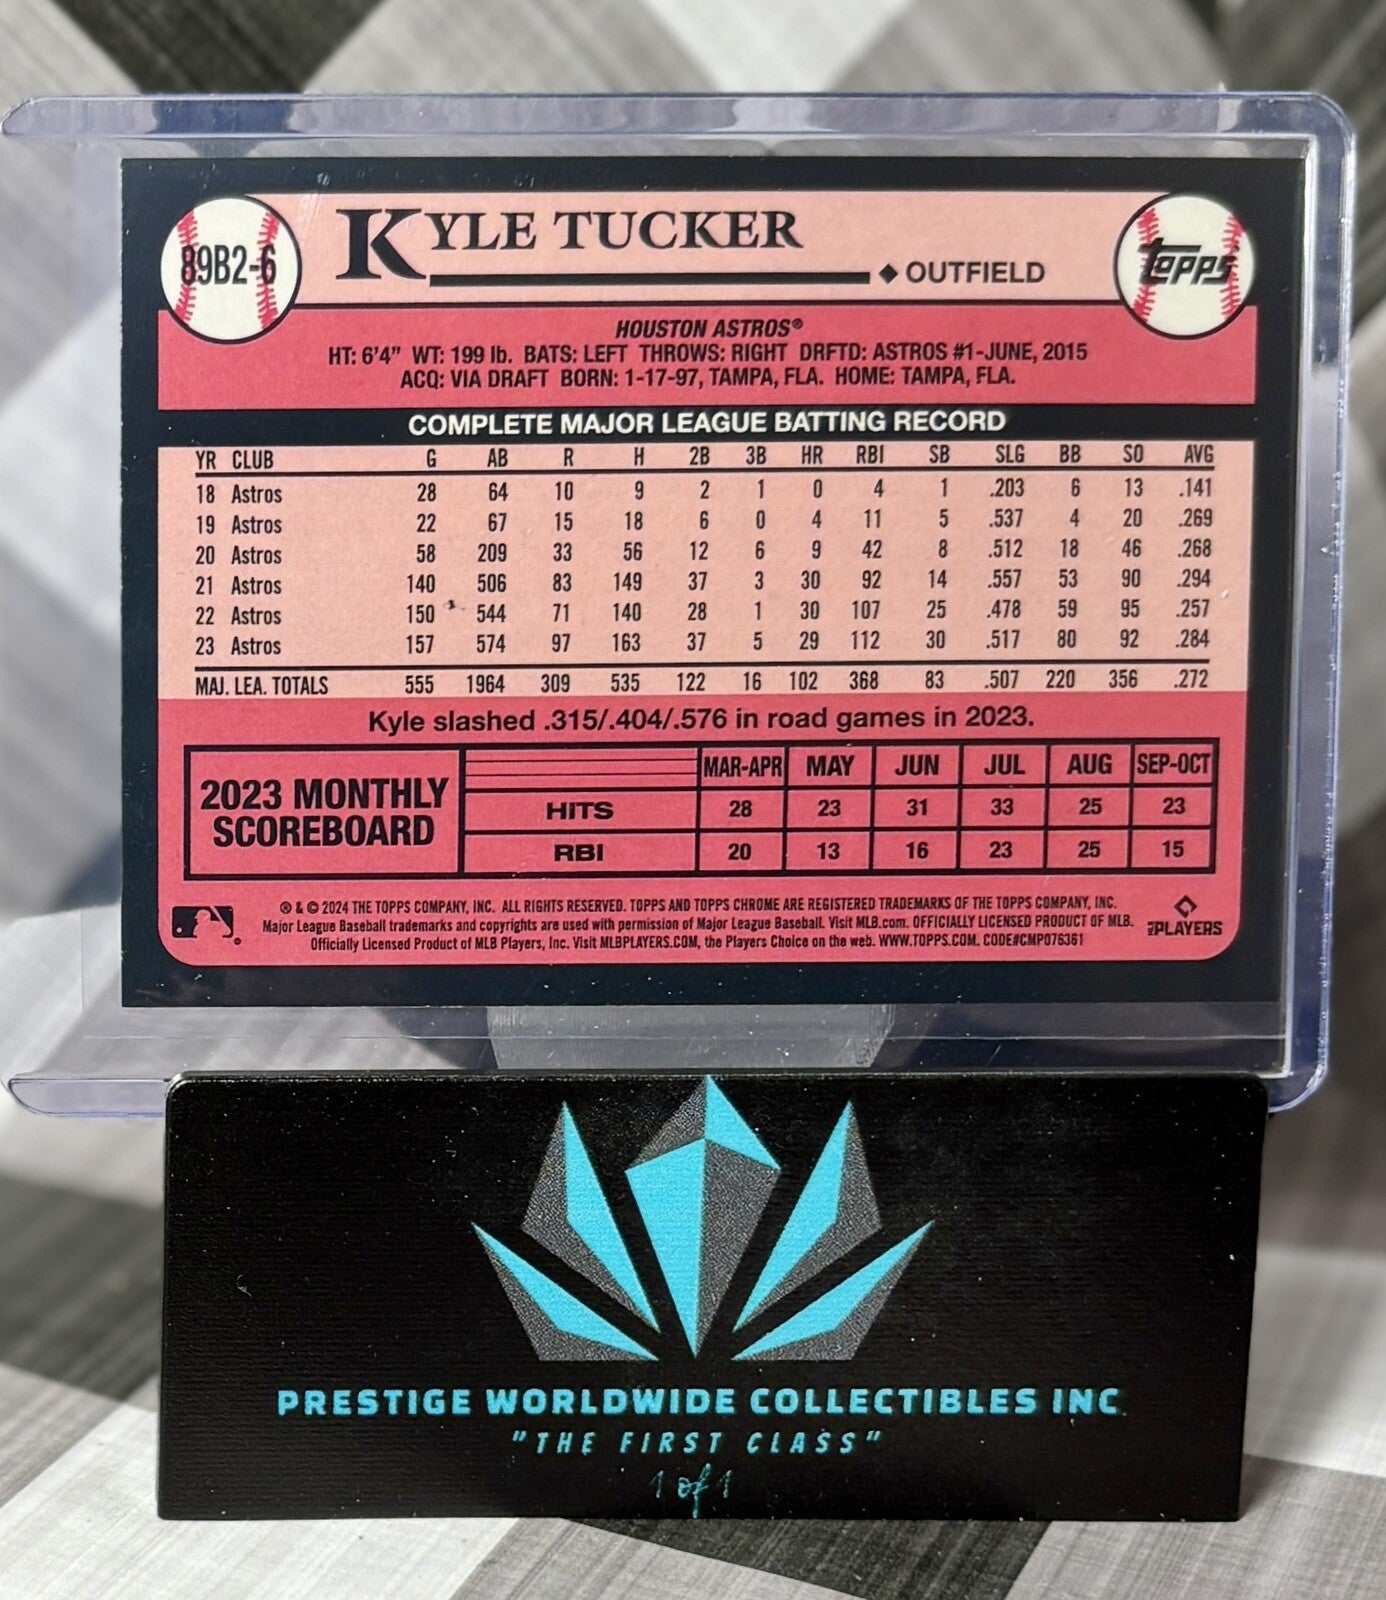 89B2-6
KYLE TUCKER
◆ OUTFIELD
TOPPS
HOUSTON ASTROS®
HT: 6'4" WT: 199 lb. BATS: LEFT THROWS: RIGHT DRFTD: ASTROS #1-JUNE, 2015
ACQ: VIA DRAFT BORN: 1-17-97, TAMPA, FLA. HOME: TAMPA, FLA.
COMPLETE MAJOR LEAGUE BATTING RECORD
YR CLUB G AB R H 2B 3B HR RBI SB SLG BB SO AVG
18 Astros 28 64 10 9 2 1 0 4 1 .203 6 13 .141
19 Astros 22 67 15 18 6 0 4 11 5 .537 4 20 .269
20 Astros 58 209 33 56 12 6 9 42 8 .512 18 46 .268
21 Astros 140 506 83 149 37 3 30 92 14 .557 53 90 .294
22 Astros 150 544 71 140 28 1 30 107 25 .478 59 95 .257
23 Astros 157 574 97 163 37 5 29 112 30 .517 80 92 .284
MAJ. LEA. TOTALS 555 1964 309 535 122 16 102 368 83 .507 220 356 .272
Kyle slashed .315/.404/.576 in road games in 2023.
2023 MONTHLY
SCOREBOARD
MAR-APR MAY JUN JUL AUG SEP-OCT
HITS 28 23 31 33 25 23
RBI 20 13 16 23 25 15
® & © 2024 THE TOPPS COMPANY, INC. ALL RIGHTS RESERVED. TOPPS AND TOPPS CHROME ARE REGISTERED TRADEMARKS OF THE TOPPS COMPANY, INC.
Major League Baseball trademarks and copyrights are used with permission of Major League Baseball. Visit MLB.com. OFFICIALLY LICENSED PRODUCT OF MLB.
Officially Licensed Product of MLB Players, Inc. Visit MLBPLAYERS.COM, the Players Choice on the web. WWW.TOPPS.COM. CODE#CMP076361
MLB PLAYERS
PRESTIGE WORLDWIDE COLLECTIBLES INC
"THE FIRST CLASS"
1 of 1